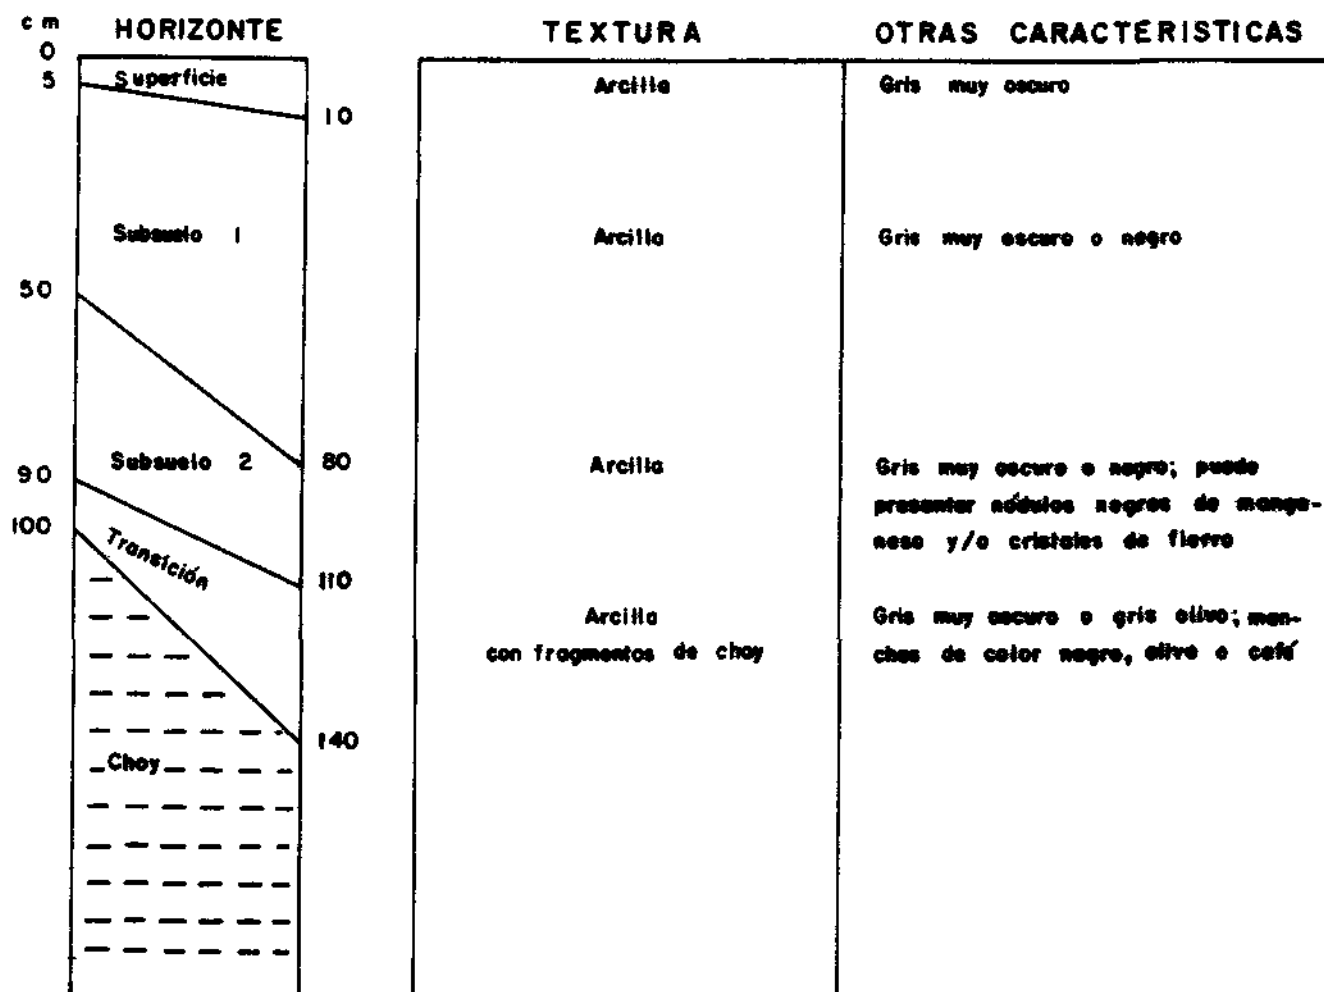 cm HORIZONTE TEXTURA OTRAS CARACTERISTICAS
0
5 Superficie Arcilla Gris muy oscuro
10
Subsuelo 1 Arcilla Gris muy oscuro o negro
50
Subsuelo 2 80 Arcilla Gris muy oscuro o negro; puede
90 presentar nódulos negros de manga-
100 neso y/o cristales de fierro
Transición 110
Arcilla Gris muy oscuro o gris olivo; man-
con fragmentos de choy chas de color negro, olivo o café
140
Choy